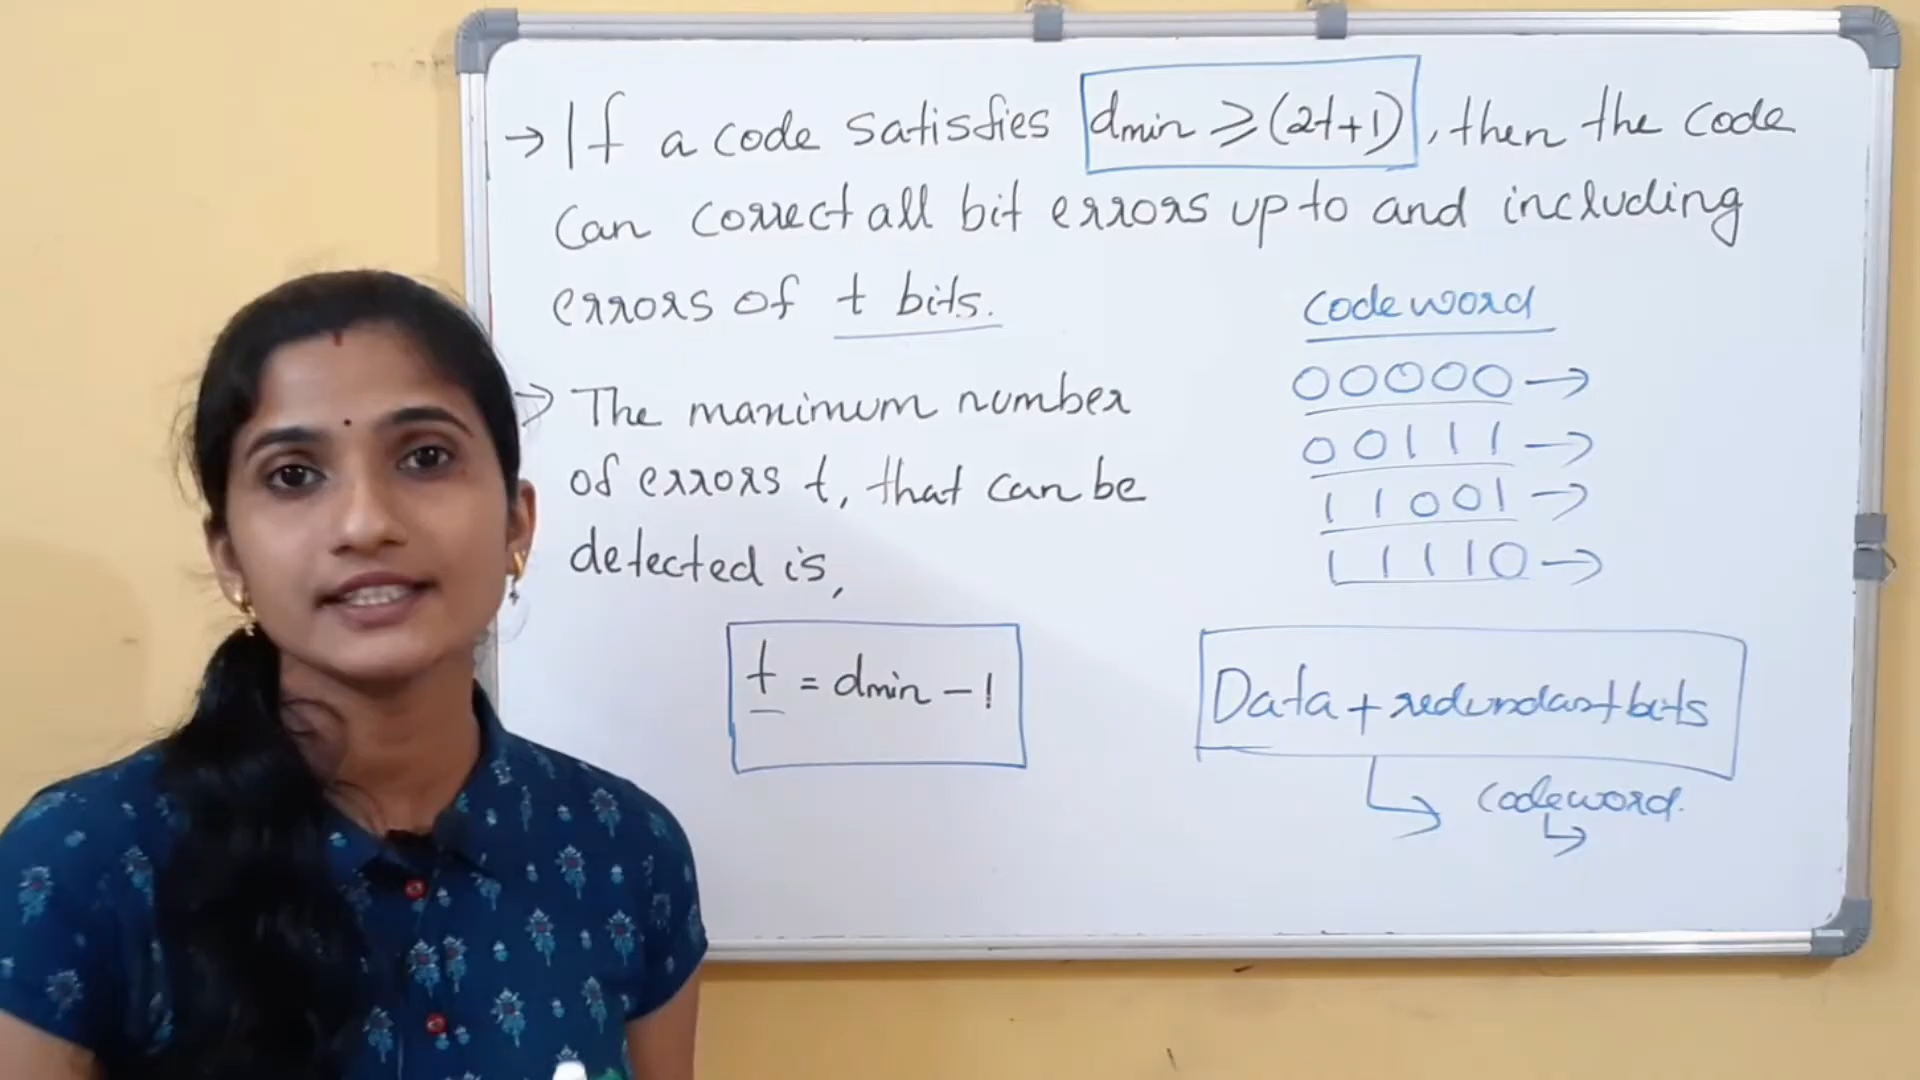 → If a code satisfies dmin ≥ (2t+1), then the code
can correct all bit errors up to and including
errors of t bits.
→ The maximum number
of errors t, that can be
detected is,
t = dmin - 1
codeword
00000 →
00111 →
11001 →
11110 →
Data + redundant bits
codeword.